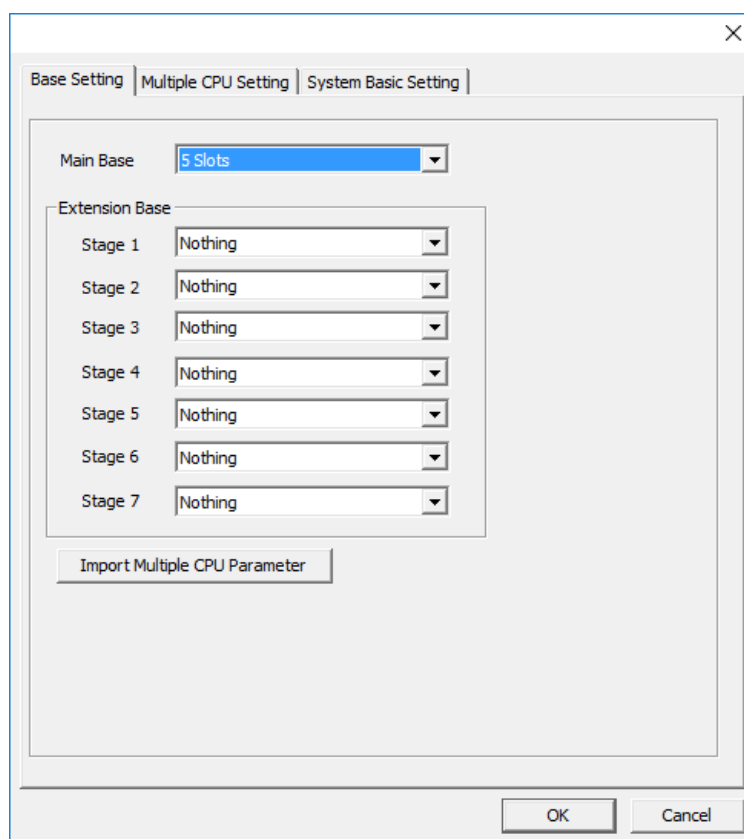 Base Setting Multiple CPU Setting System Basic Setting
Main Base 5 Slots
Extension Base
Stage 1 Nothing
Stage 2 Nothing
Stage 3 Nothing
Stage 4 Nothing
Stage 5 Nothing
Stage 6 Nothing
Stage 7 Nothing
Import Multiple CPU Parameter
OK Cancel